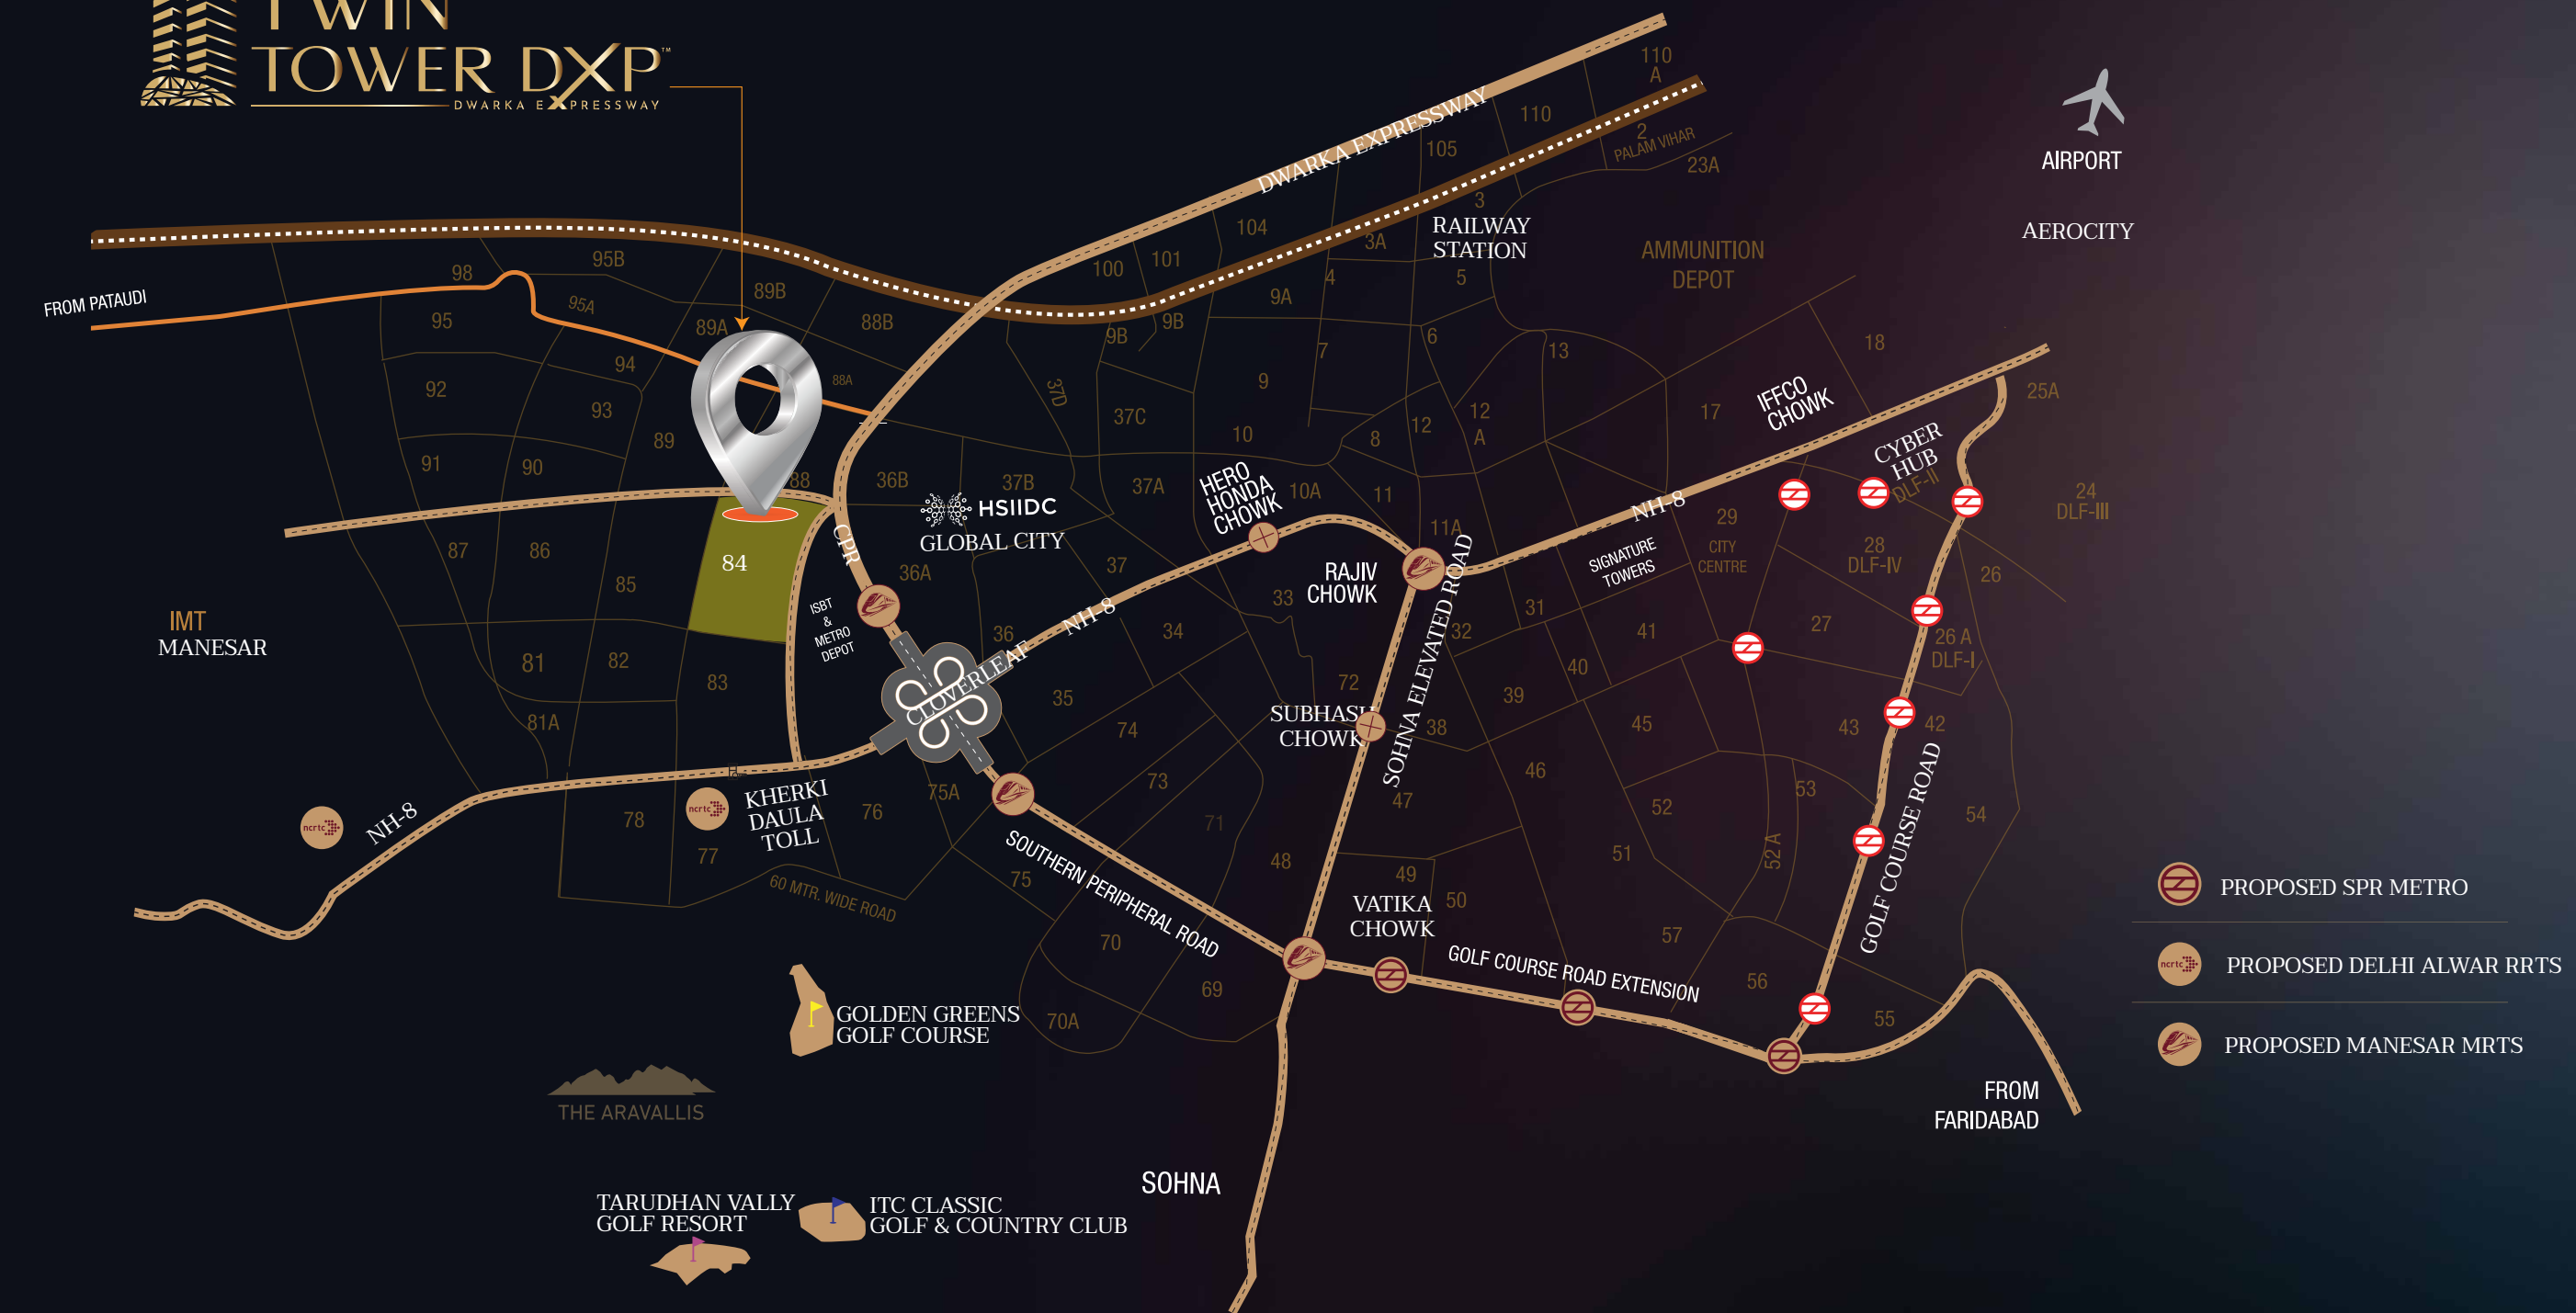 TWIN
TOWER DXP™
DWARKA EXPRESSWAY
110
A
110
2
PALAM VIHAR
23A
105
DWARKA EXPRESSWAY
3
RAILWAY
STATION
AIRPORT
AEROCITY
AMMUNITION
DEPOT
104
3A
101
100
4
5
9A
9B
9B
6
7
9
13
18
FROM PATAUDI
98
95B
95A
95
89B
89A
88B
94
88A
92
93
89
91
90
88
36B
37D
37C
10
8
12
12
A
17
IFFCO
CHOWK
25A
CYBER
HUB
DLF-II
24
DLF-III
37B
HSIIDC
GLOBAL CITY
37A
HERO
HONDA
CHOWK
10A
11
11A
NH-8
29
CITY
CENTRE
28
DLF-IV
26
SIGNATURE
TOWERS
RAJIV
CHOWK
87
86
84
CPR
36A
37
85
IMT
MANESAR
ISBT
&
METRO
DEPOT
36
NH-8
34
33
32
31
41
27
26 A
DLF-I
81
82
83
CLOVERLEAF
35
72
40
39
81A
74
SUBHASH
CHOWK
38
SOHNA ELEVATED ROAD
45
43
42
73
46
47
53
52
54
NH-8
78
ncrtc
ncrtc
KHERKI
DAULA
TOLL
76
75A
71
77
60 MTR. WIDE ROAD
75
SOUTHERN PERIPHERAL ROAD
48
49
50
51
52 A
GOLF COURSE ROAD
VATIKA
CHOWK
70
57
GOLF COURSE ROAD EXTENSION
56
55
69
70A
GOLDEN GREENS
GOLF COURSE
THE ARAVALLIS
FROM
FARIDABAD
SOHNA
TARUDHAN VALLY
GOLF RESORT
ITC CLASSIC
GOLF & COUNTRY CLUB
PROPOSED SPR METRO
ncrtc
PROPOSED DELHI ALWAR RRTS
PROPOSED MANESAR MRTS